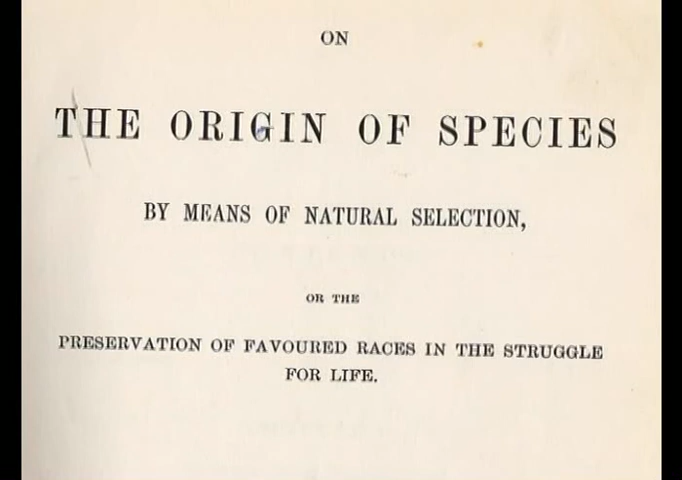 ON
THE ORIGIN OF SPECIES
BY MEANS OF NATURAL SELECTION,
OR THE
PRESERVATION OF FAVOURED RACES IN THE STRUGGLE
FOR LIFE.